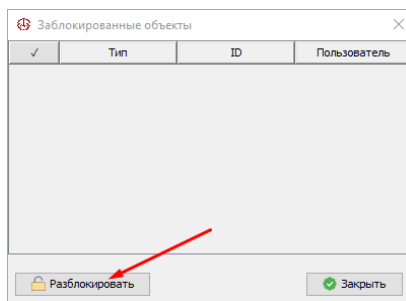 Заблокированные объекты
✓ Тип ID Пользователь
Разблокировать Закрыть